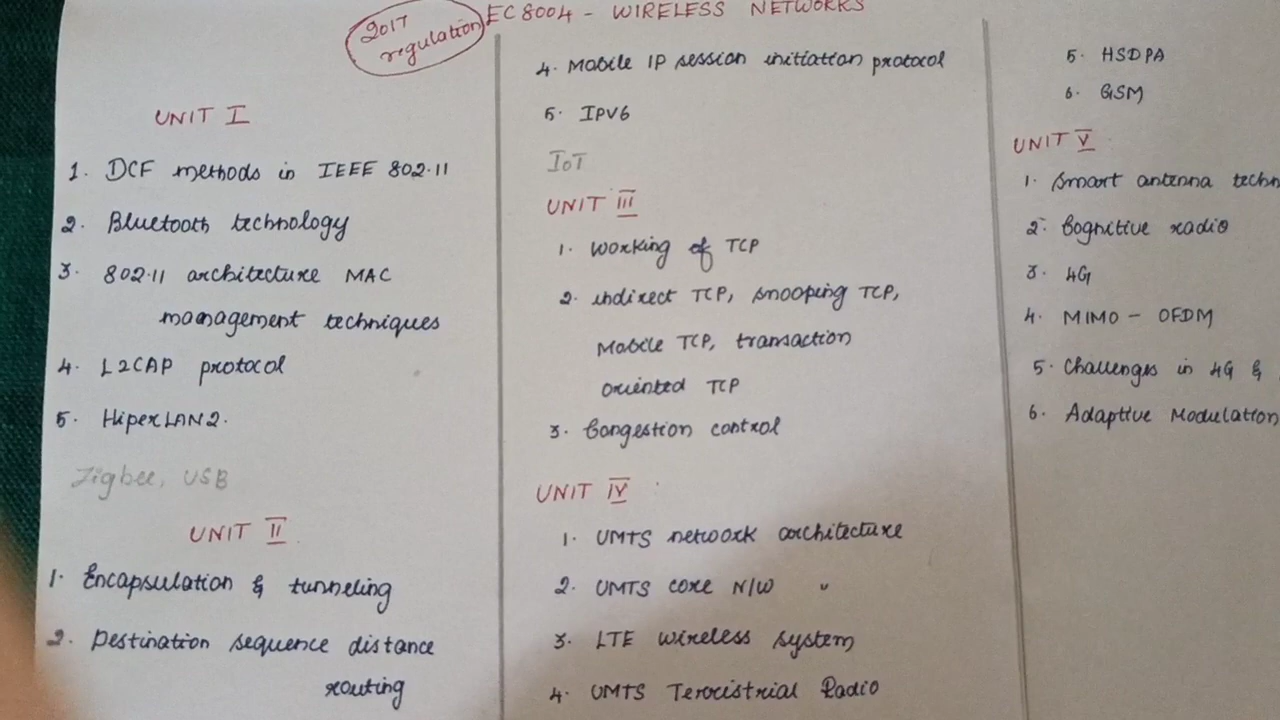 2017
regulation
EC8004 - WIRELESS NETWORKS
UNIT I
1. DCF methods in IEEE 802.11
2. Bluetooth technology
3. 802.11 architecture MAC
management techniques
4. L2CAP protocol
5. HiperLAN2.
Zigbee, USB
UNIT II
1. Encapsulation & tunneling
2. Destination sequence distance
routing
4. Mobile IP session initiation protocol
5. IPV6
IoT
UNIT III
1. Working of TCP
2. indirect TCP, snooping TCP,
Mobile TCP, transaction
oriented TCP
3. Congestion control
UNIT IV
1. UMTS network architecture
2. UMTS core N/W "
3. LTE wireless system
4. UMTS Terristrial Radio
5. HSDPA
6. GSM
UNIT V
1. Smart antenna techn
2. Cognitive radio
3. 4G
4. MIMO - OFDM
5. Challenges in 4G &
6. Adaptive Modulation